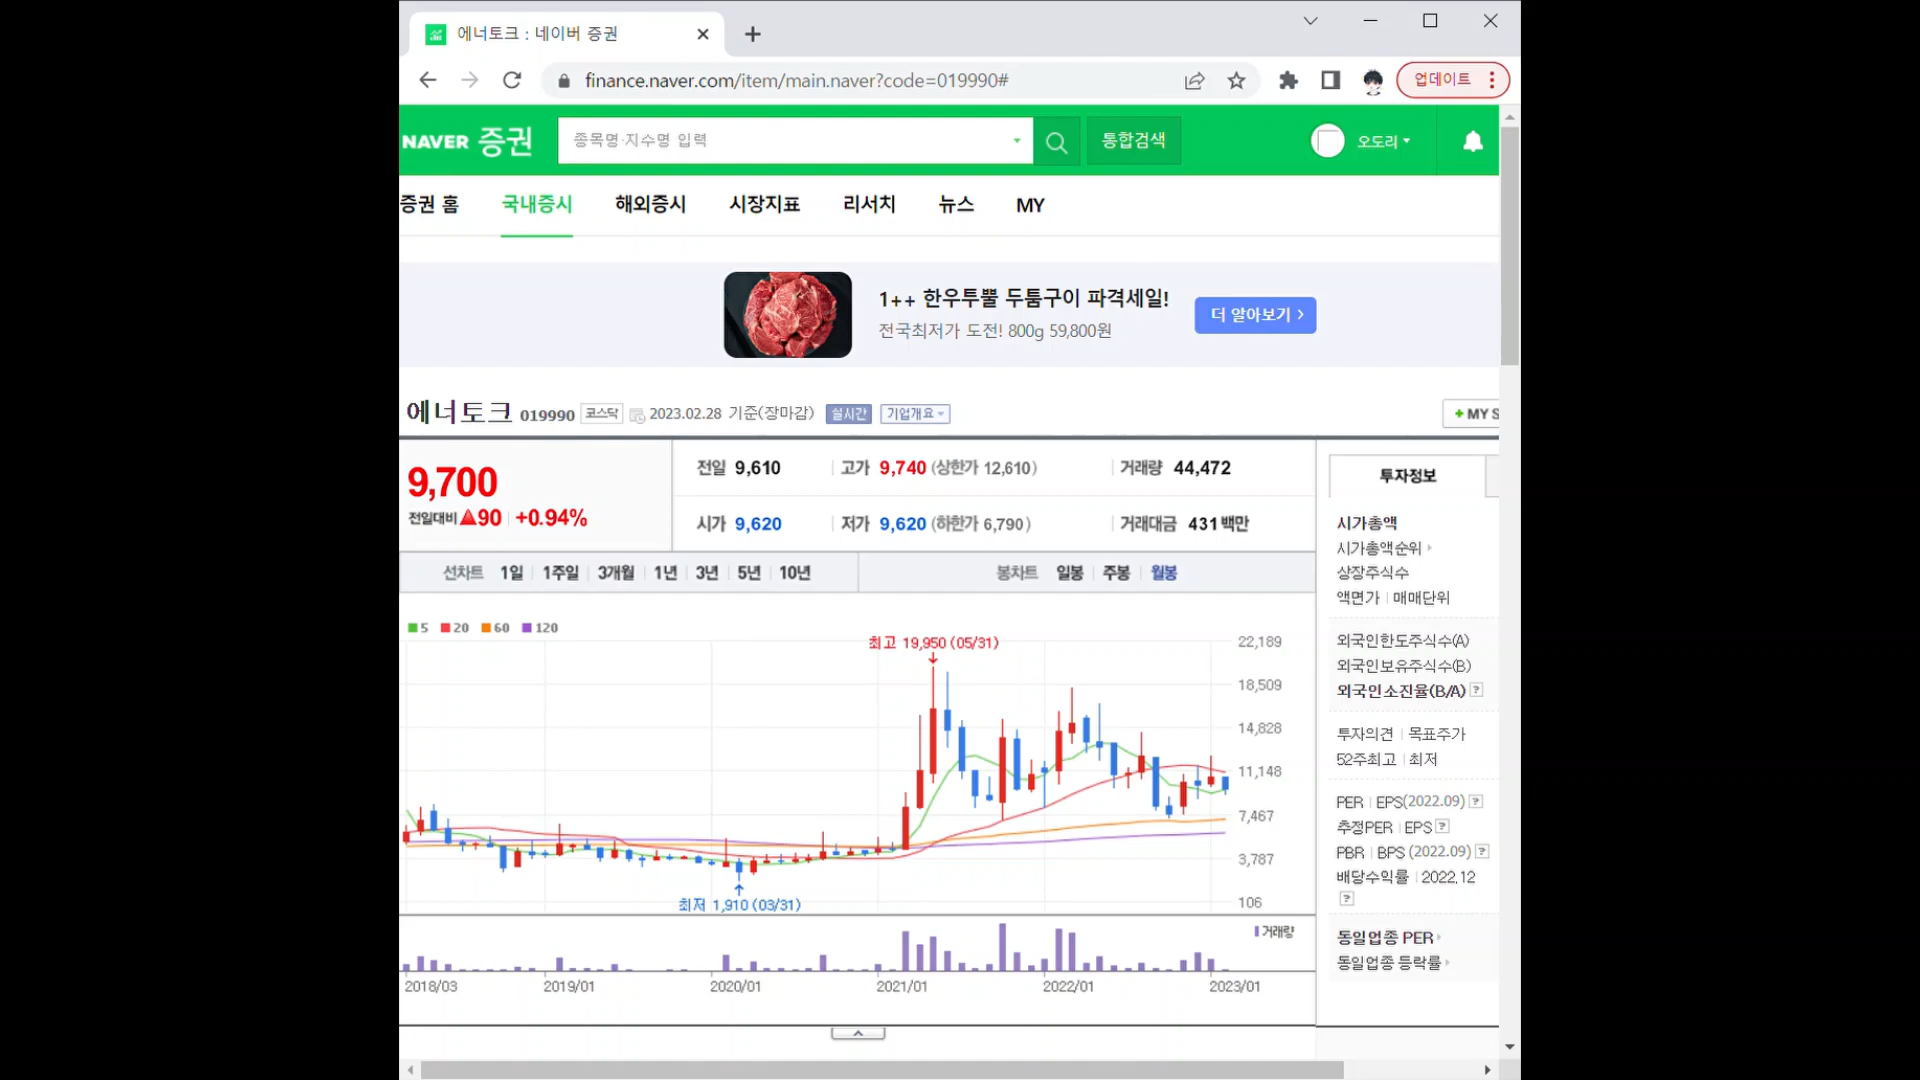 에너토크 : 네이버 증권
finance.naver.com/item/main.naver?code=019990#
업데이트
NAVER 증권
종목명·지수명 입력
통합검색
오도리
증권 홈 국내증시 해외증시 시장지표 리서치 뉴스 MY
1++ 한우투뿔 두툼구이 파격세일!
전국최저가 도전! 800g 59,800원
더 알아보기 >
에너토크 019990 코스닥 2023.02.28 기준(장마감) 실시간 기업개요
+ MY S
9,700
전일대비 ▲90 +0.94%
전일 9,610 고가 9,740 (상한가 12,610) 거래량 44,472
시가 9,620 저가 9,620 (하한가 6,790) 거래대금 431 백만
선차트 1일 1주일 3개월 1년 3년 5년 10년 봉차트 일봉 주봉 월봉
5 20 60 120
최고 19,950 (05/31)
22,189
18,509
14,828
11,148
7,467
3,787
106
최저 1,910 (03/31)
거래량
2018/03 2019/01 2020/01 2021/01 2022/01 2023/01
투자정보
시가총액
시가총액순위
상장주식수
액면가 | 매매단위
외국인한도주식수(A)
외국인보유주식수(B)
외국인소진율(B/A) ?
투자의견 | 목표주가
52주최고 | 최저
PER | EPS(2022.09) ?
추정PER | EPS ?
PBR | BPS (2022.09) ?
배당수익률 | 2022.12
?
동일업종 PER
동일업종 등락률